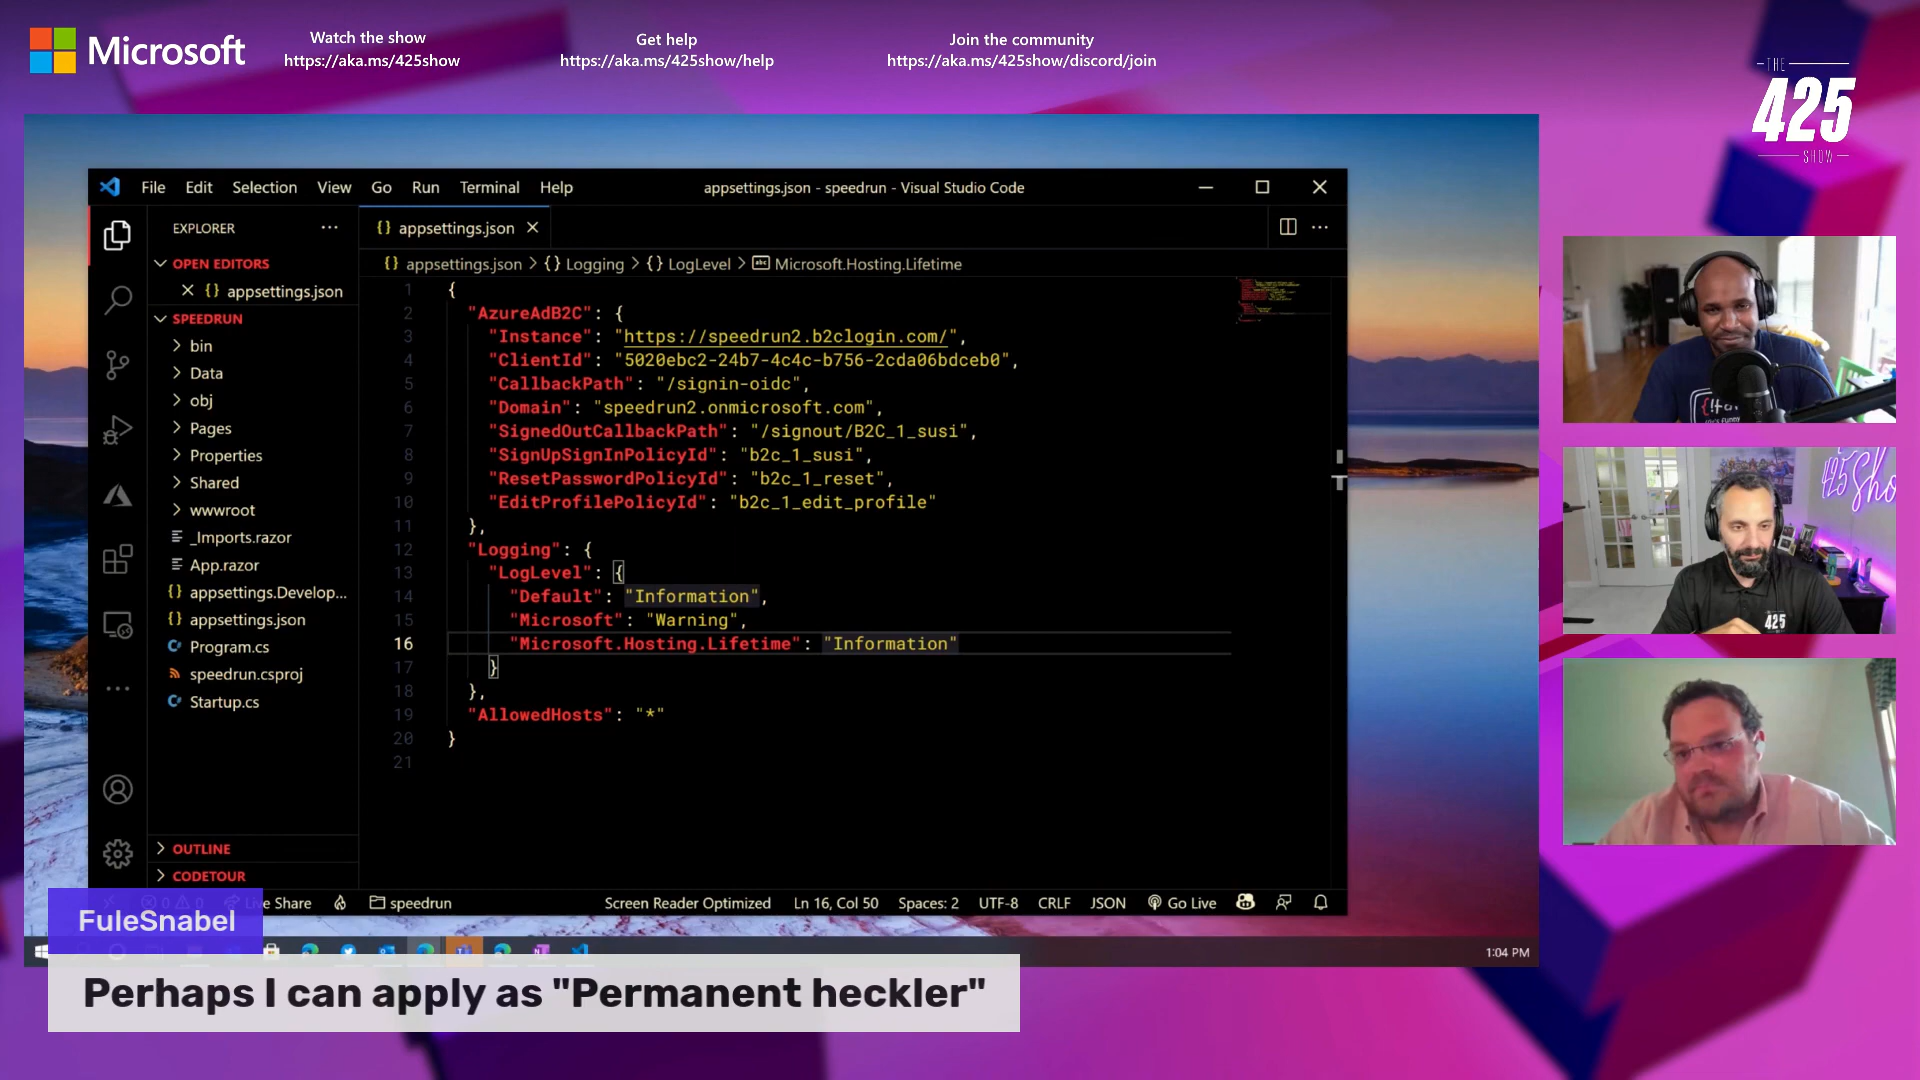 Microsoft
Watch the show
https://aka.ms/425show
Get help
https://aka.ms/425show/help
Join the community
https://aka.ms/425show/discord/join
THE
425
SHOW
File Edit Selection View Go Run Terminal Help
appsettings.json - speedrun - Visual Studio Code
EXPLORER
appsettings.json
OPEN EDITORS
appsettings.json
SPEEDRUN
bin
Data
obj
Pages
Properties
Shared
wwwroot
_Imports.razor
App.razor
appsettings.Develop...
appsettings.json
Program.cs
speedrun.csproj
Startup.cs
OUTLINE
CODETOUR
appsettings.json > {} Logging > {} LogLevel > Microsoft.Hosting.Lifetime
1 {
2 "AzureAdB2C": {
3 "Instance": "https://speedrun2.b2clogin.com/",
4 "ClientId": "5020ebc2-24b7-4c4c-b756-2cda06bdceb0",
5 "CallbackPath": "/signin-oidc",
6 "Domain": "speedrun2.onmicrosoft.com",
7 "SignedOutCallbackPath": "/signout/B2C_1_susi",
8 "SignUpSignInPolicyId": "b2c_1_susi",
9 "ResetPasswordPolicyId": "b2c_1_reset",
10 "EditProfilePolicyId": "b2c_1_edit_profile"
11 },
12 "Logging": {
13 "LogLevel": {
14 "Default": "Information",
15 "Microsoft": "Warning",
16 "Microsoft.Hosting.Lifetime": "Information"
17 }
18 },
19 "AllowedHosts": "*"
20 }
21
Share speedrun Screen Reader Optimized Ln 16, Col 50 Spaces: 2 UTF-8 CRLF JSON Go Live
1:04 PM
425
FuleSnabel
Perhaps I can apply as "Permanent heckler"